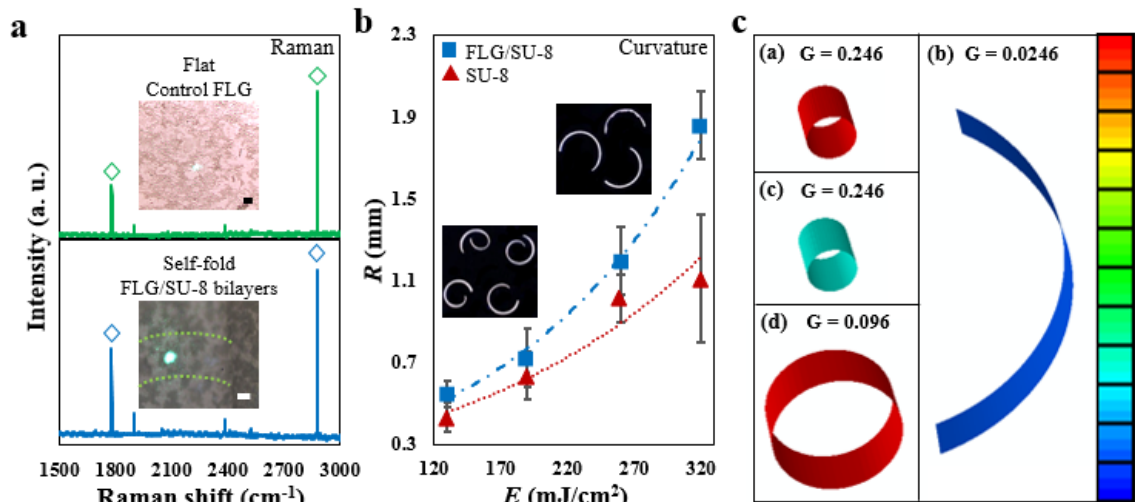 a
Raman
Flat
Control FLG
Self-fold
FLG/SU-8 bilayers
Intensity (a. u.)
1500 1800 2100 2400 2700 3000
Raman shift (cm⁻¹)
b
Curvature
FLG/SU-8
SU-8
R (mm)
2.3
1.9
1.5
1.1
0.7
0.3
120 170 220 270 320
E (mJ/cm²)
c
(a) G = 0.246
(b) G = 0.0246
(c) G = 0.246
(d) G = 0.096